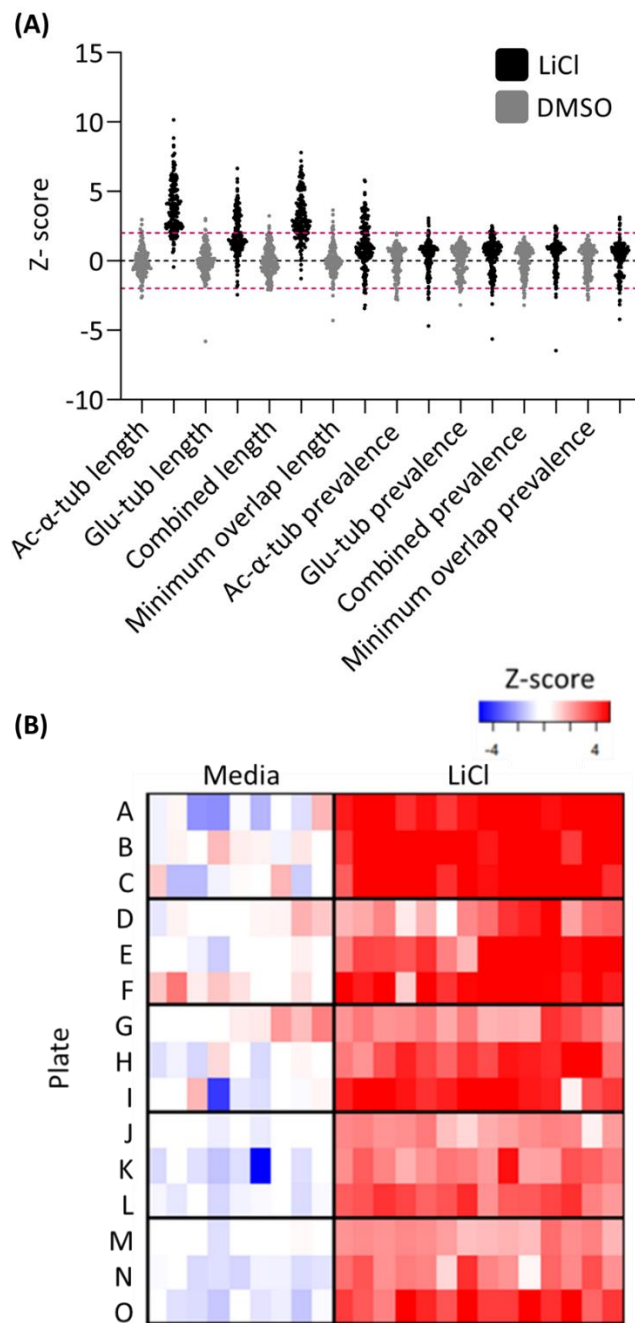 (A)
15
10
5
0
-5
-10
Z- score
LiCl
DMSO
Ac-α-tub length
Glu-tub length
Combined length
Minimum overlap length
Ac-α-tub prevalence
Glu-tub prevalence
Combined prevalence
Minimum overlap prevalence
(B)
Z-score
-4 4
Media LiCl
Plate
A
B
C
D
E
F
G
H
I
J
K
L
M
N
O